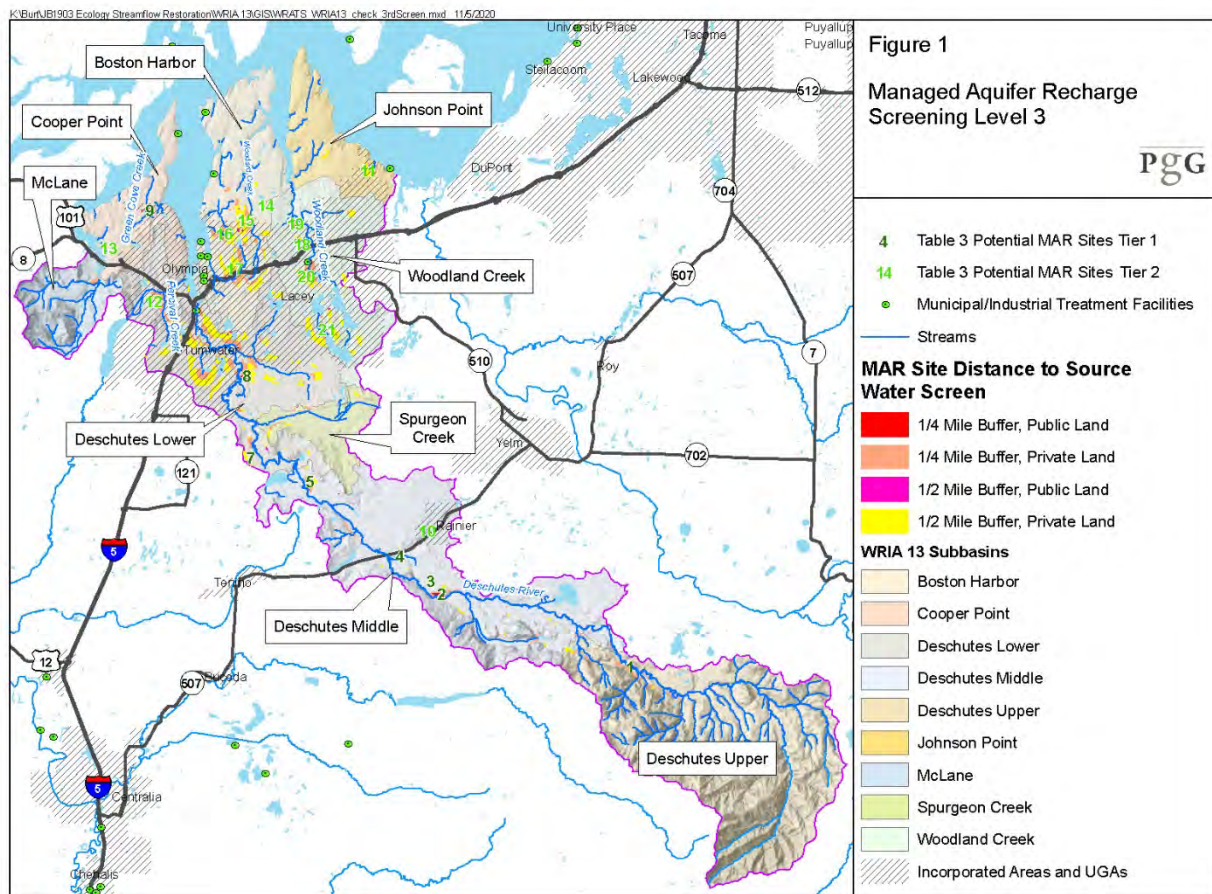 K:\Burt\JB1903 Ecology Streamflow Restoration\WRIA 13\GIS\WRATS_WRIA13_check_3rdScreen.mxd 11/5/2020
Figure 1
Managed Aquifer Recharge
Screening Level 3
PgG
4 Table 3 Potential MAR Sites Tier 1
14 Table 3 Potential MAR Sites Tier 2
Municipal/Industrial Treatment Facilities
Streams
MAR Site Distance to Source
Water Screen
1/4 Mile Buffer, Public Land
1/4 Mile Buffer, Private Land
1/2 Mile Buffer, Public Land
1/2 Mile Buffer, Private Land
WRIA 13 Subbasins
Boston Harbor
Cooper Point
Deschutes Lower
Deschutes Middle
Deschutes Upper
Johnson Point
McLane
Spurgeon Creek
Woodland Creek
Incorporated Areas and UGAs
University Place
Tacoma
Puyallup
Puyallup
Steilacoom
Lakewood
512
Boston Harbor
Johnson Point
Cooper Point
McLane
DuPont
704
101
8
Green Cove Creek
Woodard Creek
Woodland Creek
11
9
14
15
16
19
18
13
17
20
12
21
Olympia
Percival Creek
Lacey
Woodland Creek
507
7
510
Tumwater
8
Roy
Deschutes Lower
Spurgeon Creek
Yelm
702
121
7
5
10
Rainier
5
4
3
2
Tenino
Deschutes River
Deschutes Middle
12
507
Bucoda
1
Deschutes Upper
5
Centralia
Chehalis